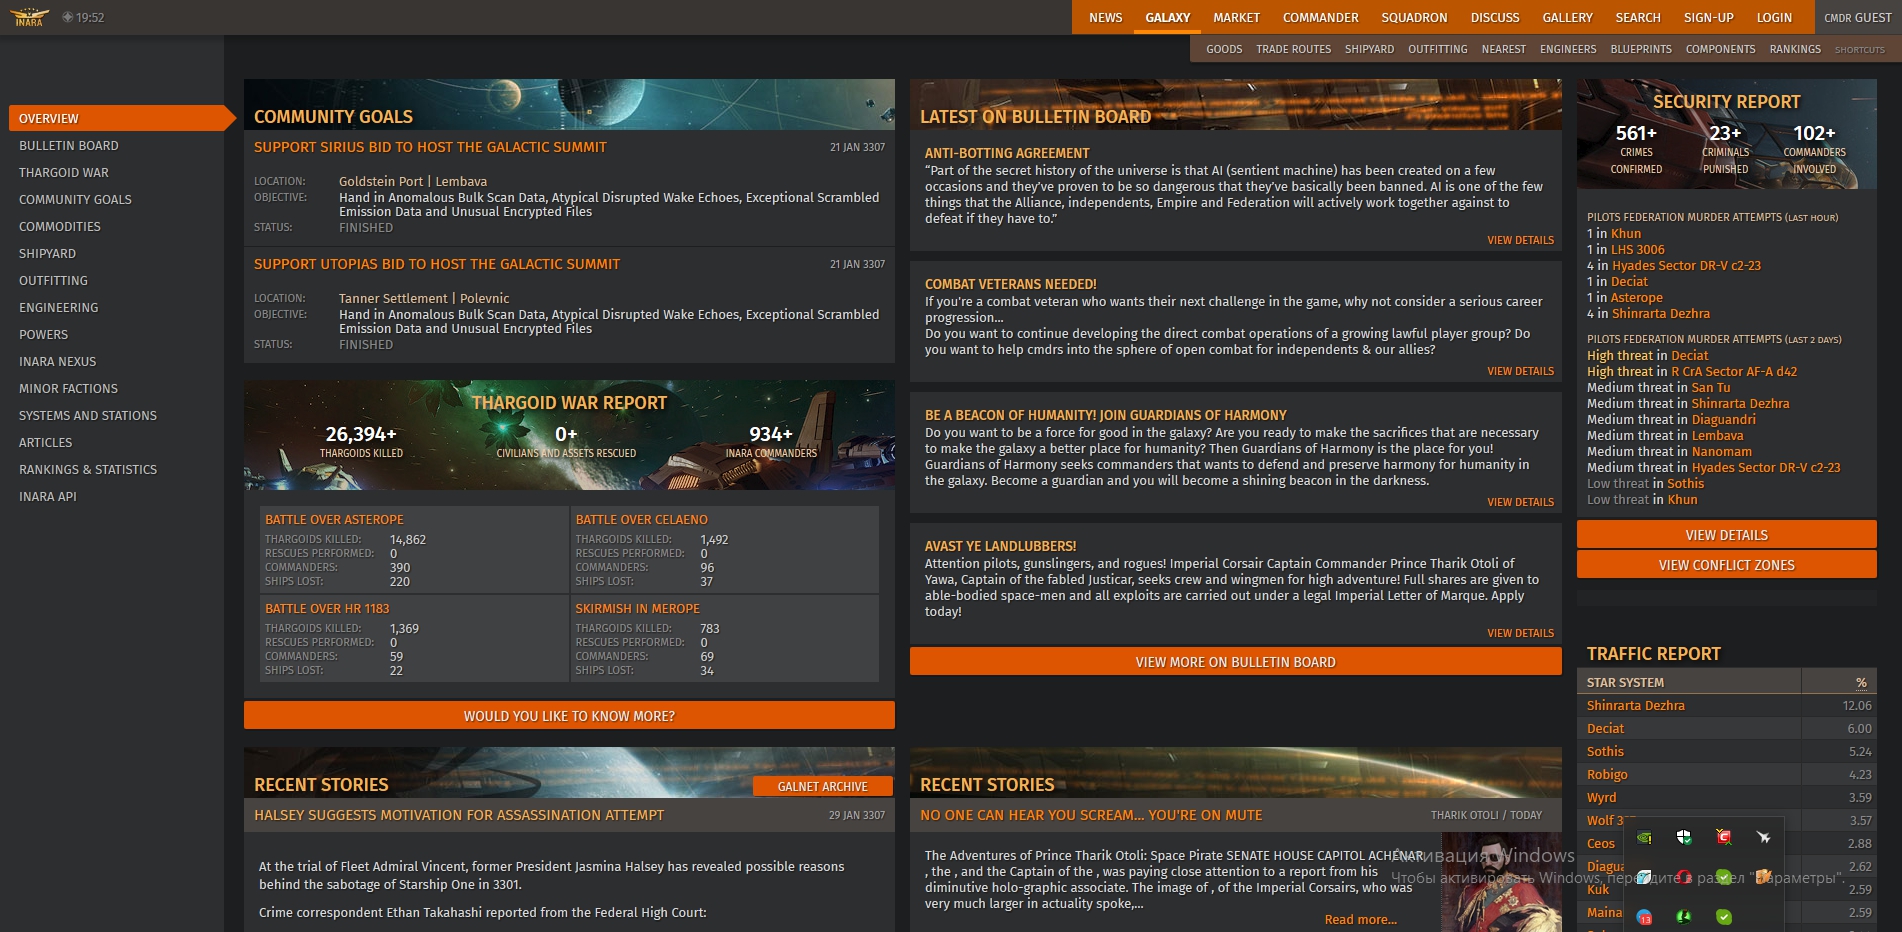 INARA
19:52
NEWS GALAXY MARKET COMMANDER SQUADRON DISCUSS GALLERY SEARCH SIGN-UP LOGIN CMDR GUEST
GOODS TRADE ROUTES SHIPYARD OUTFITTING NEAREST ENGINEERS BLUEPRINTS COMPONENTS RANKINGS SHORTCUTS
OVERVIEW
BULLETIN BOARD
THARGOID WAR
COMMUNITY GOALS
COMMODITIES
SHIPYARD
OUTFITTING
ENGINEERING
POWERS
INARA NEXUS
MINOR FACTIONS
SYSTEMS AND STATIONS
ARTICLES
RANKINGS & STATISTICS
INARA API
COMMUNITY GOALS
SUPPORT SIRIUS BID TO HOST THE GALACTIC SUMMIT 21 JAN 3307
LOCATION: Goldstein Port | Lembava
OBJECTIVE: Hand in Anomalous Bulk Scan Data, Atypical Disrupted Wake Echoes, Exceptional Scrambled
Emission Data and Unusual Encrypted Files
STATUS: FINISHED
SUPPORT UTOPIAS BID TO HOST THE GALACTIC SUMMIT 21 JAN 3307
LOCATION: Tanner Settlement | Polevnic
OBJECTIVE: Hand in Anomalous Bulk Scan Data, Atypical Disrupted Wake Echoes, Exceptional Scrambled
Emission Data and Unusual Encrypted Files
STATUS: FINISHED
THARGOID WAR REPORT
26,394+ 0+ 934+
THARGOIDS KILLED CIVILIANS AND ASSETS RESCUED INARA COMMANDERS
BATTLE OVER ASTEROPE
THARGOIDS KILLED: 14,862
RESCUES PERFORMED: 0
COMMANDERS: 390
SHIPS LOST: 220
BATTLE OVER CELAENO
THARGOIDS KILLED: 1,492
RESCUES PERFORMED: 0
COMMANDERS: 96
SHIPS LOST: 37
BATTLE OVER HR 1183
THARGOIDS KILLED: 1,369
RESCUES PERFORMED: 0
COMMANDERS: 59
SHIPS LOST: 22
SKIRMISH IN MEROPE
THARGOIDS KILLED: 783
RESCUES PERFORMED: 0
COMMANDERS: 69
SHIPS LOST: 34
WOULD YOU LIKE TO KNOW MORE?
RECENT STORIES
GALNET ARCHIVE
HALSEY SUGGESTS MOTIVATION FOR ASSASSINATION ATTEMPT 29 JAN 3307
At the trial of Fleet Admiral Vincent, former President Jasmina Halsey has revealed possible reasons
behind the sabotage of Starship One in 3301.
Crime correspondent Ethan Takahashi reported from the Federal High Court:
LATEST ON BULLETIN BOARD
ANTI-BOTTING AGREEMENT
“Part of the secret history of the universe is that AI (sentient machine) has been created on a few
occasions and they’ve proven to be so dangerous that they’ve basically been banned. AI is one of the few
things that the Alliance, independents, Empire and Federation will actively work together against to
defeat if they have to.”
VIEW DETAILS
COMBAT VETERANS NEEDED!
If you're a combat veteran who wants their next challenge in the game, why not consider a serious career
progression...
Do you want to continue developing the direct combat operations of a growing lawful player group? Do
you want to help cmdrs into the sphere of open combat for independents & our allies?
VIEW DETAILS
BE A BEACON OF HUMANITY! JOIN GUARDIANS OF HARMONY
Do you want to be a force for good in the galaxy? Are you ready to make the sacrifices that are necessary
to make the galaxy a better place for humanity? Then Guardians of Harmony is the place for you!
Guardians of Harmony seeks commanders that wants to defend and preserve harmony for humanity in
the galaxy. Become a guardian and you will become a shining beacon in the darkness.
VIEW DETAILS
AVAST YE LANDLUBBERS!
Attention pilots, gunslingers, and rogues! Imperial Corsair Captain Commander Prince Tharik Otoli of
Yawa, Captain of the fabled Justicar, seeks crew and wingmen for high adventure! Full shares are given to
able-bodied space-men and all exploits are carried out under a legal Imperial Letter of Marque. Apply
today!
VIEW DETAILS
VIEW MORE ON BULLETIN BOARD
RECENT STORIES
NO ONE CAN HEAR YOU SCREAM... YOU'RE ON MUTE THARIK OTOLI / TODAY
The Adventures of Prince Tharik Otoli: Space Pirate SENATE HOUSE CAPITOL ACHENAR
, the , and the Captain of the , was paying close attention to a report from his
diminutive holo-graphic associate. The image of , of the Imperial Corsairs, who was
very much larger in actuality spoke,...
Read more...
SECURITY REPORT
561+ 23+ 102+
CRIMES CRIMINALS COMMANDERS
CONFIRMED PUNISHED INVOLVED
PILOTS FEDERATION MURDER ATTEMPTS (LAST HOUR)
1 in Khun
1 in LHS 3006
4 in Hyades Sector DR-V c2-23
1 in Deciat
1 in Asterope
4 in Shinrarta Dezhra
PILOTS FEDERATION MURDER ATTEMPTS (LAST 2 DAYS)
High threat in Deciat
High threat in R CrA Sector AF-A d42
Medium threat in San Tu
Medium threat in Shinrarta Dezhra
Medium threat in Diaguandri
Medium threat in Lembava
Medium threat in Nanomam
Medium threat in Hyades Sector DR-V c2-23
Low threat in Sothis
Low threat in Khun
VIEW DETAILS
VIEW CONFLICT ZONES
TRAFFIC REPORT
STAR SYSTEM %
Shinrarta Dezhra 12.06
Deciat 6.00
Sothis 5.24
Robigo 4.23
Wyrd 3.59
Wolf 3 3.57
Ceos 2.88
Diagua 2.62
Kuk 2.59
Maina 2.59
Активация Windows
Чтобы активировать Windows, перейдите в раздел "Параметры".
13